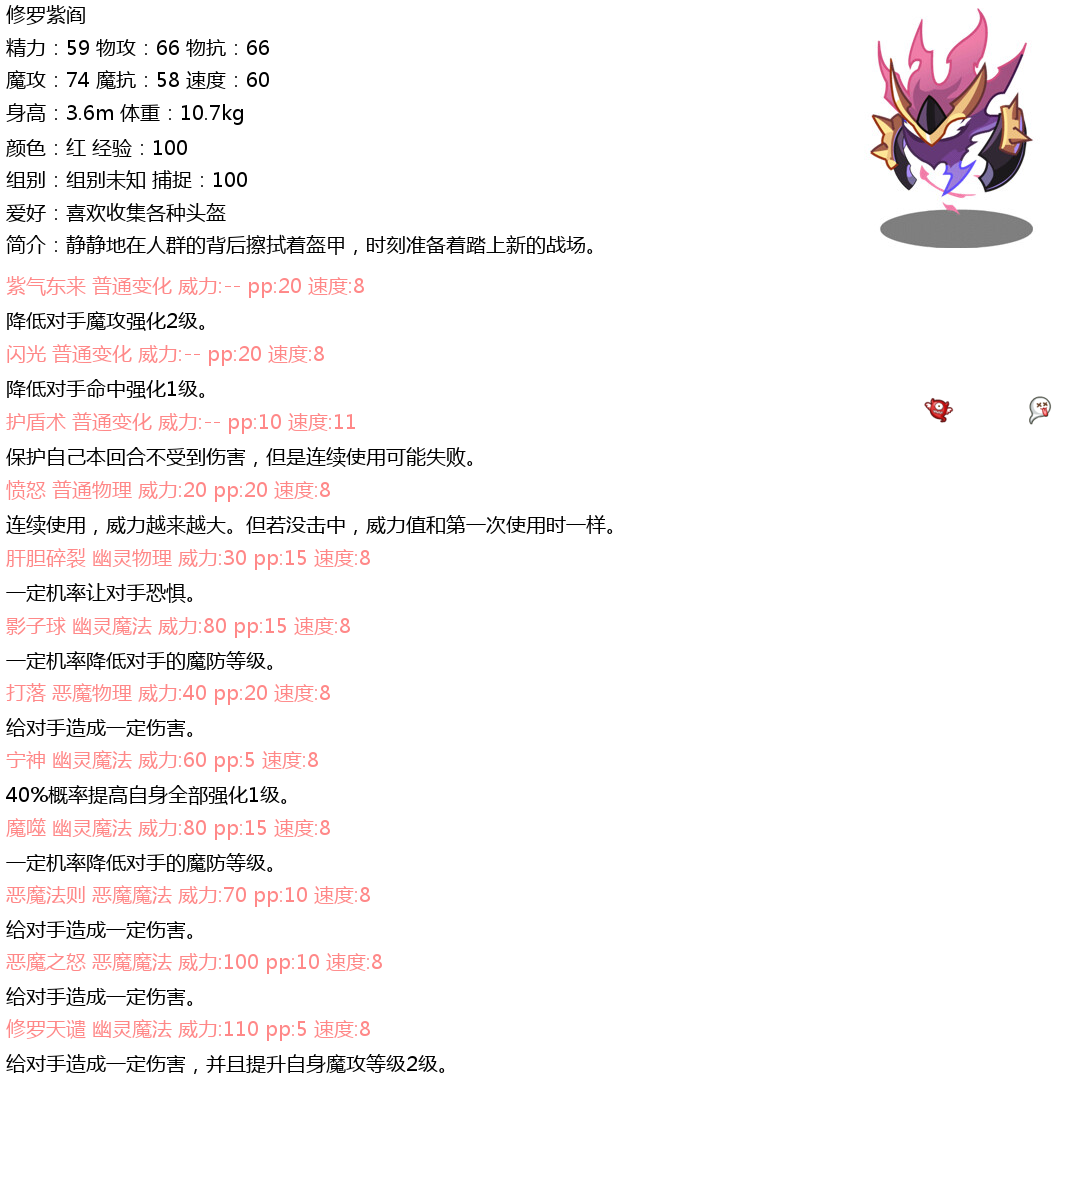 修罗紫阎
精力：59 物攻：66 物抗：66
魔攻：74 魔抗：58 速度：60
身高：3.6m 体重：10.7kg
颜色：红 经验：100
组别：组别未知 捕捉：100
爱好：喜欢收集各种头盔
简介：静静地在人群的背后擦拭着盔甲，时刻准备着踏上新的战场。
紫气东来 普通变化 威力:-- pp:20 速度:8
降低对手魔攻强化2级。
闪光 普通变化 威力:-- pp:20 速度:8
降低对手命中强化1级。
护盾术 普通变化 威力:-- pp:10 速度:11
保护自己本回合不受到伤害，但是连续使用可能失败。
愤怒 普通物理 威力:20 pp:20 速度:8
连续使用，威力越来越大。但若没击中，威力值和第一次使用时一样。
肝胆碎裂 幽灵物理 威力:30 pp:15 速度:8
一定机率让对手恐惧。
影子球 幽灵魔法 威力:80 pp:15 速度:8
一定机率降低对手的魔防等级。
打落 恶魔物理 威力:40 pp:20 速度:8
给对手造成一定伤害。
宁神 幽灵魔法 威力:60 pp:5 速度:8
40%概率提高自身全部强化1级。
魔噬 幽灵魔法 威力:80 pp:15 速度:8
一定机率降低对手的魔防等级。
恶魔法则 恶魔魔法 威力:70 pp:10 速度:8
给对手造成一定伤害。
恶魔之怒 恶魔魔法 威力:100 pp:10 速度:8
给对手造成一定伤害。
修罗天谴 幽灵魔法 威力:110 pp:5 速度:8
给对手造成一定伤害，并且提升自身魔攻等级2级。